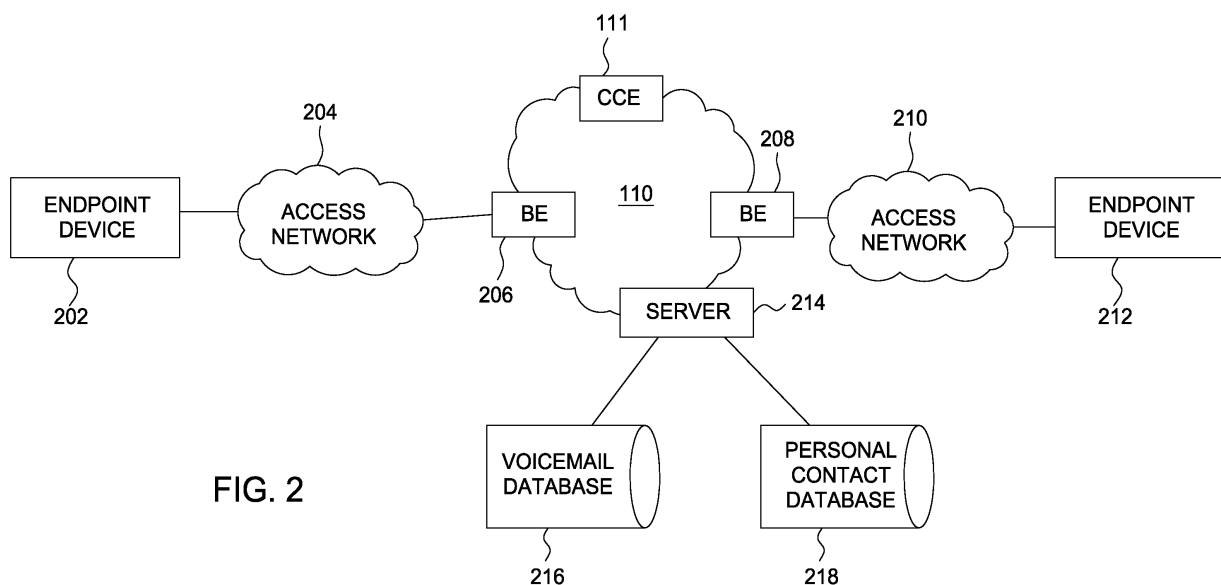 111
CCE
204
210
208
ENDPOINT
DEVICE
ACCESS
NETWORK
BE
110
BE
ACCESS
NETWORK
ENDPOINT
DEVICE
202
206
SERVER
214
212
VOICEMAIL
DATABASE
PERSONAL
CONTACT
DATABASE
FIG. 2
216
218